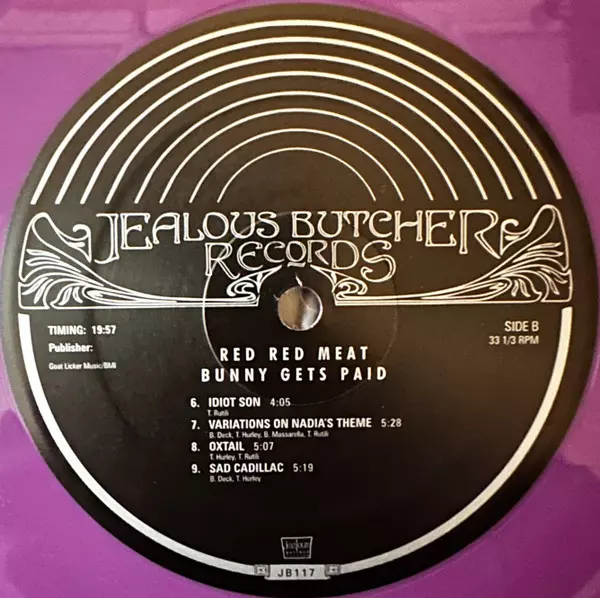 JEALOUS BUTCHER
RECORDS
TIMING: 19:57
SIDE B
Publisher:
33 1/3 RPM
Goat Licker Music/BMI
RED RED MEAT
BUNNY GETS PAID
6. IDIOT SON 4:05
T. Rutili
7. VARIATIONS ON NADIA'S THEME 5:28
B. Deck, T. Hurley, B. Massarella, T. Rutili
8. OXTAIL 5:07
T. Hurley, T. Rutili
9. SAD CADILLAC 5:19
B. Deck, T. Hurley
JB117